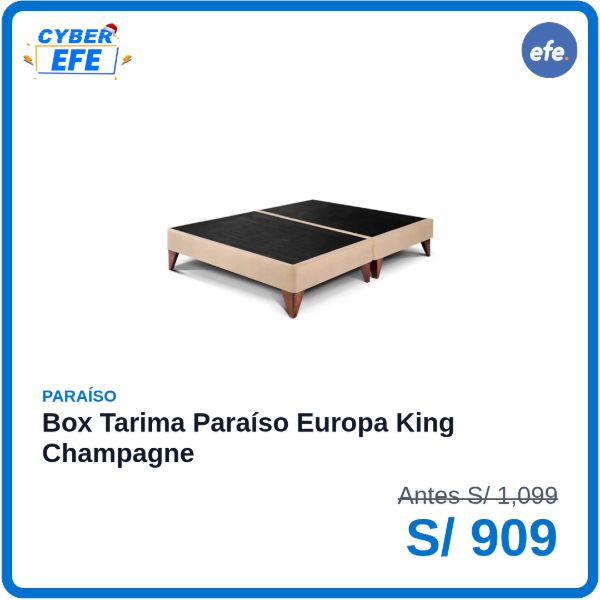 CYBER
EFE
efe.
PARAÍSO
Box Tarima Paraíso Europa King
Champagne
Antes S/ 1,099
S/ 909